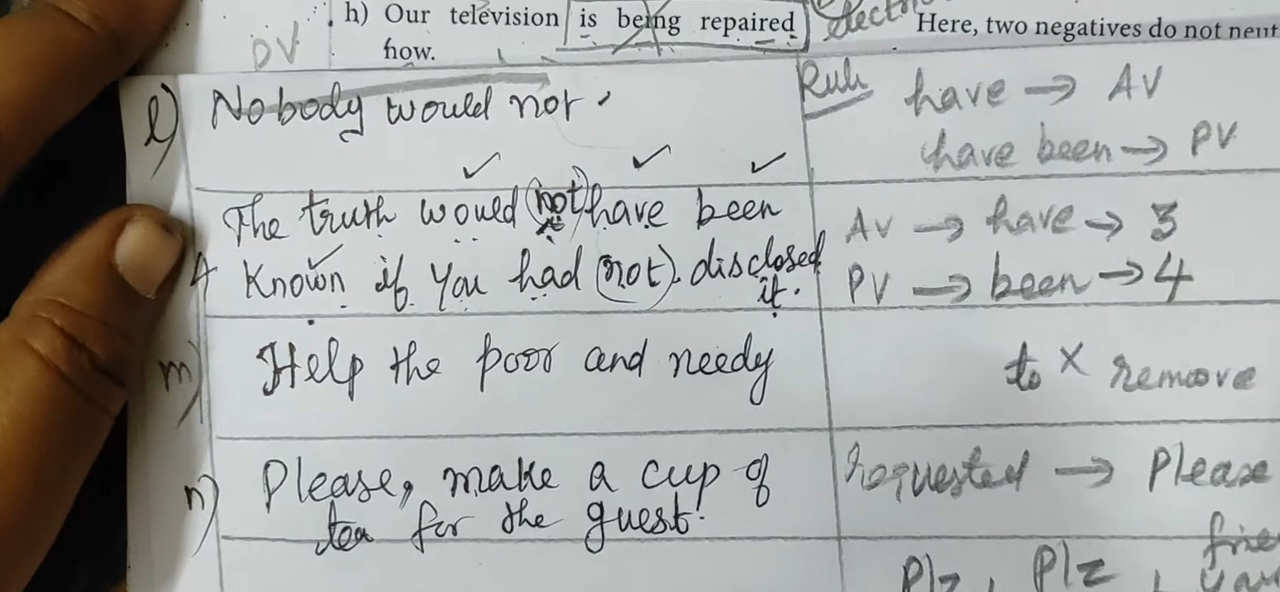 h) Our television is being repaired
now.
Here, two negatives do not
DV
l) Nobody would not
Rule have → AV
have been → PV
The truth would not have been
known if you had (not). disclosed
it.
4
AV → have → 3
PV → been → 4
m) Help the poor and needy
to × remove
n) Please, make a cup of
tea for the guest.
requested → Please
Plz, Plz,